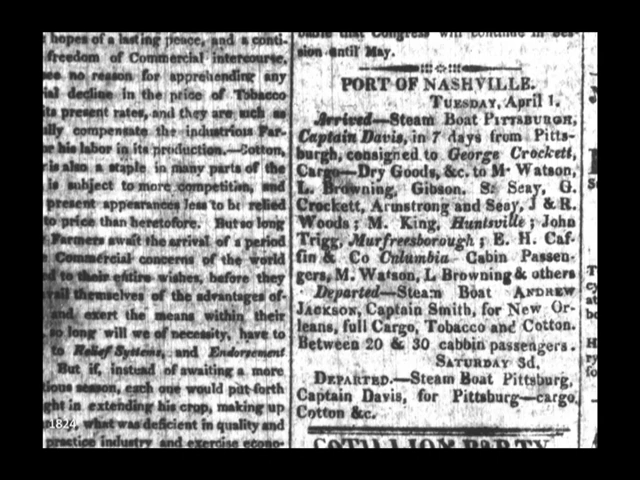 hopes of a lasting peace, and a conti-
freedom of Commercial intercourse,
no reason for apprehending any
decline in the price of Tobacco
present rates, and they are such as
compensate the industrious Far-
his labor in its production.—Cotton,
is also a staple in many parts of the
is subject to more competition, and
present appearances less to be relied
to price than heretofore. But so long
Farmers await the arrival of a period
Commercial concerns of the world
to their entire wishes, before they
themselves of the advantages of-
and exert the means within their
so long will we of necessity, have to
to Relief Systems, and Endorsement
But if, instead of awaiting a more
season, each one would put forth
in extending his crop, making up
1824
what was deficient in quality and
practice industry and exercise econo-
that Congress will continue in Ses-
sion until May.
PORT OF NASHVILLE.
TUESDAY, April 1.
Arrived—Steam Boat PITTSBURGH,
Captain Davis, in 7 days from Pitts-
burgh, consigned to George Crockett,
Cargo—Dry Goods, &c. to M. Watson,
L. Browning, Gibson. S. Seay, G.
Crockett, Armstrong and Seay, J & R.
Woods; M. King, Huntsville; John
Trigg, Murfreesborough; E. H. Caf-
fin & Co Columbia Cabin Passen-
gers, M. Watson, L Browning & others
Departed—Steam Boat ANDREW
JACKSON, Captain Smith, for New Or-
leans, full Cargo, Tobacco and Cotton.
Between 20 & 30 cabbin passengers.
SATURDAY 3d.
DEPARTED.—Steam Boat Pittsburg,
Captain Davis, for Pittsburg—cargo,
Cotton &c.
COTILLION PARTY